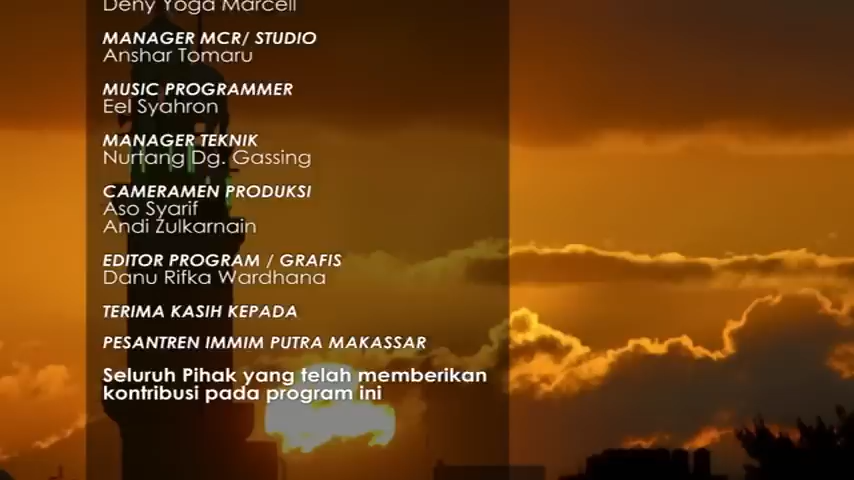 Deny Yoga Marcell
MANAGER MCR/ STUDIO
Anshar Tomaru
MUSIC PROGRAMMER
Eel Syahron
MANAGER TEKNIK
Nurtang Dg. Gassing
CAMERAMEN PRODUKSI
Aso Syarif
Andi Zulkarnain
EDITOR PROGRAM / GRAFIS
Danu Rifka Wardhana
TERIMA KASIH KEPADA
PESANTREN IMMIM PUTRA MAKASSAR
Seluruh Pihak yang telah memberikan
kontribusi pada program ini